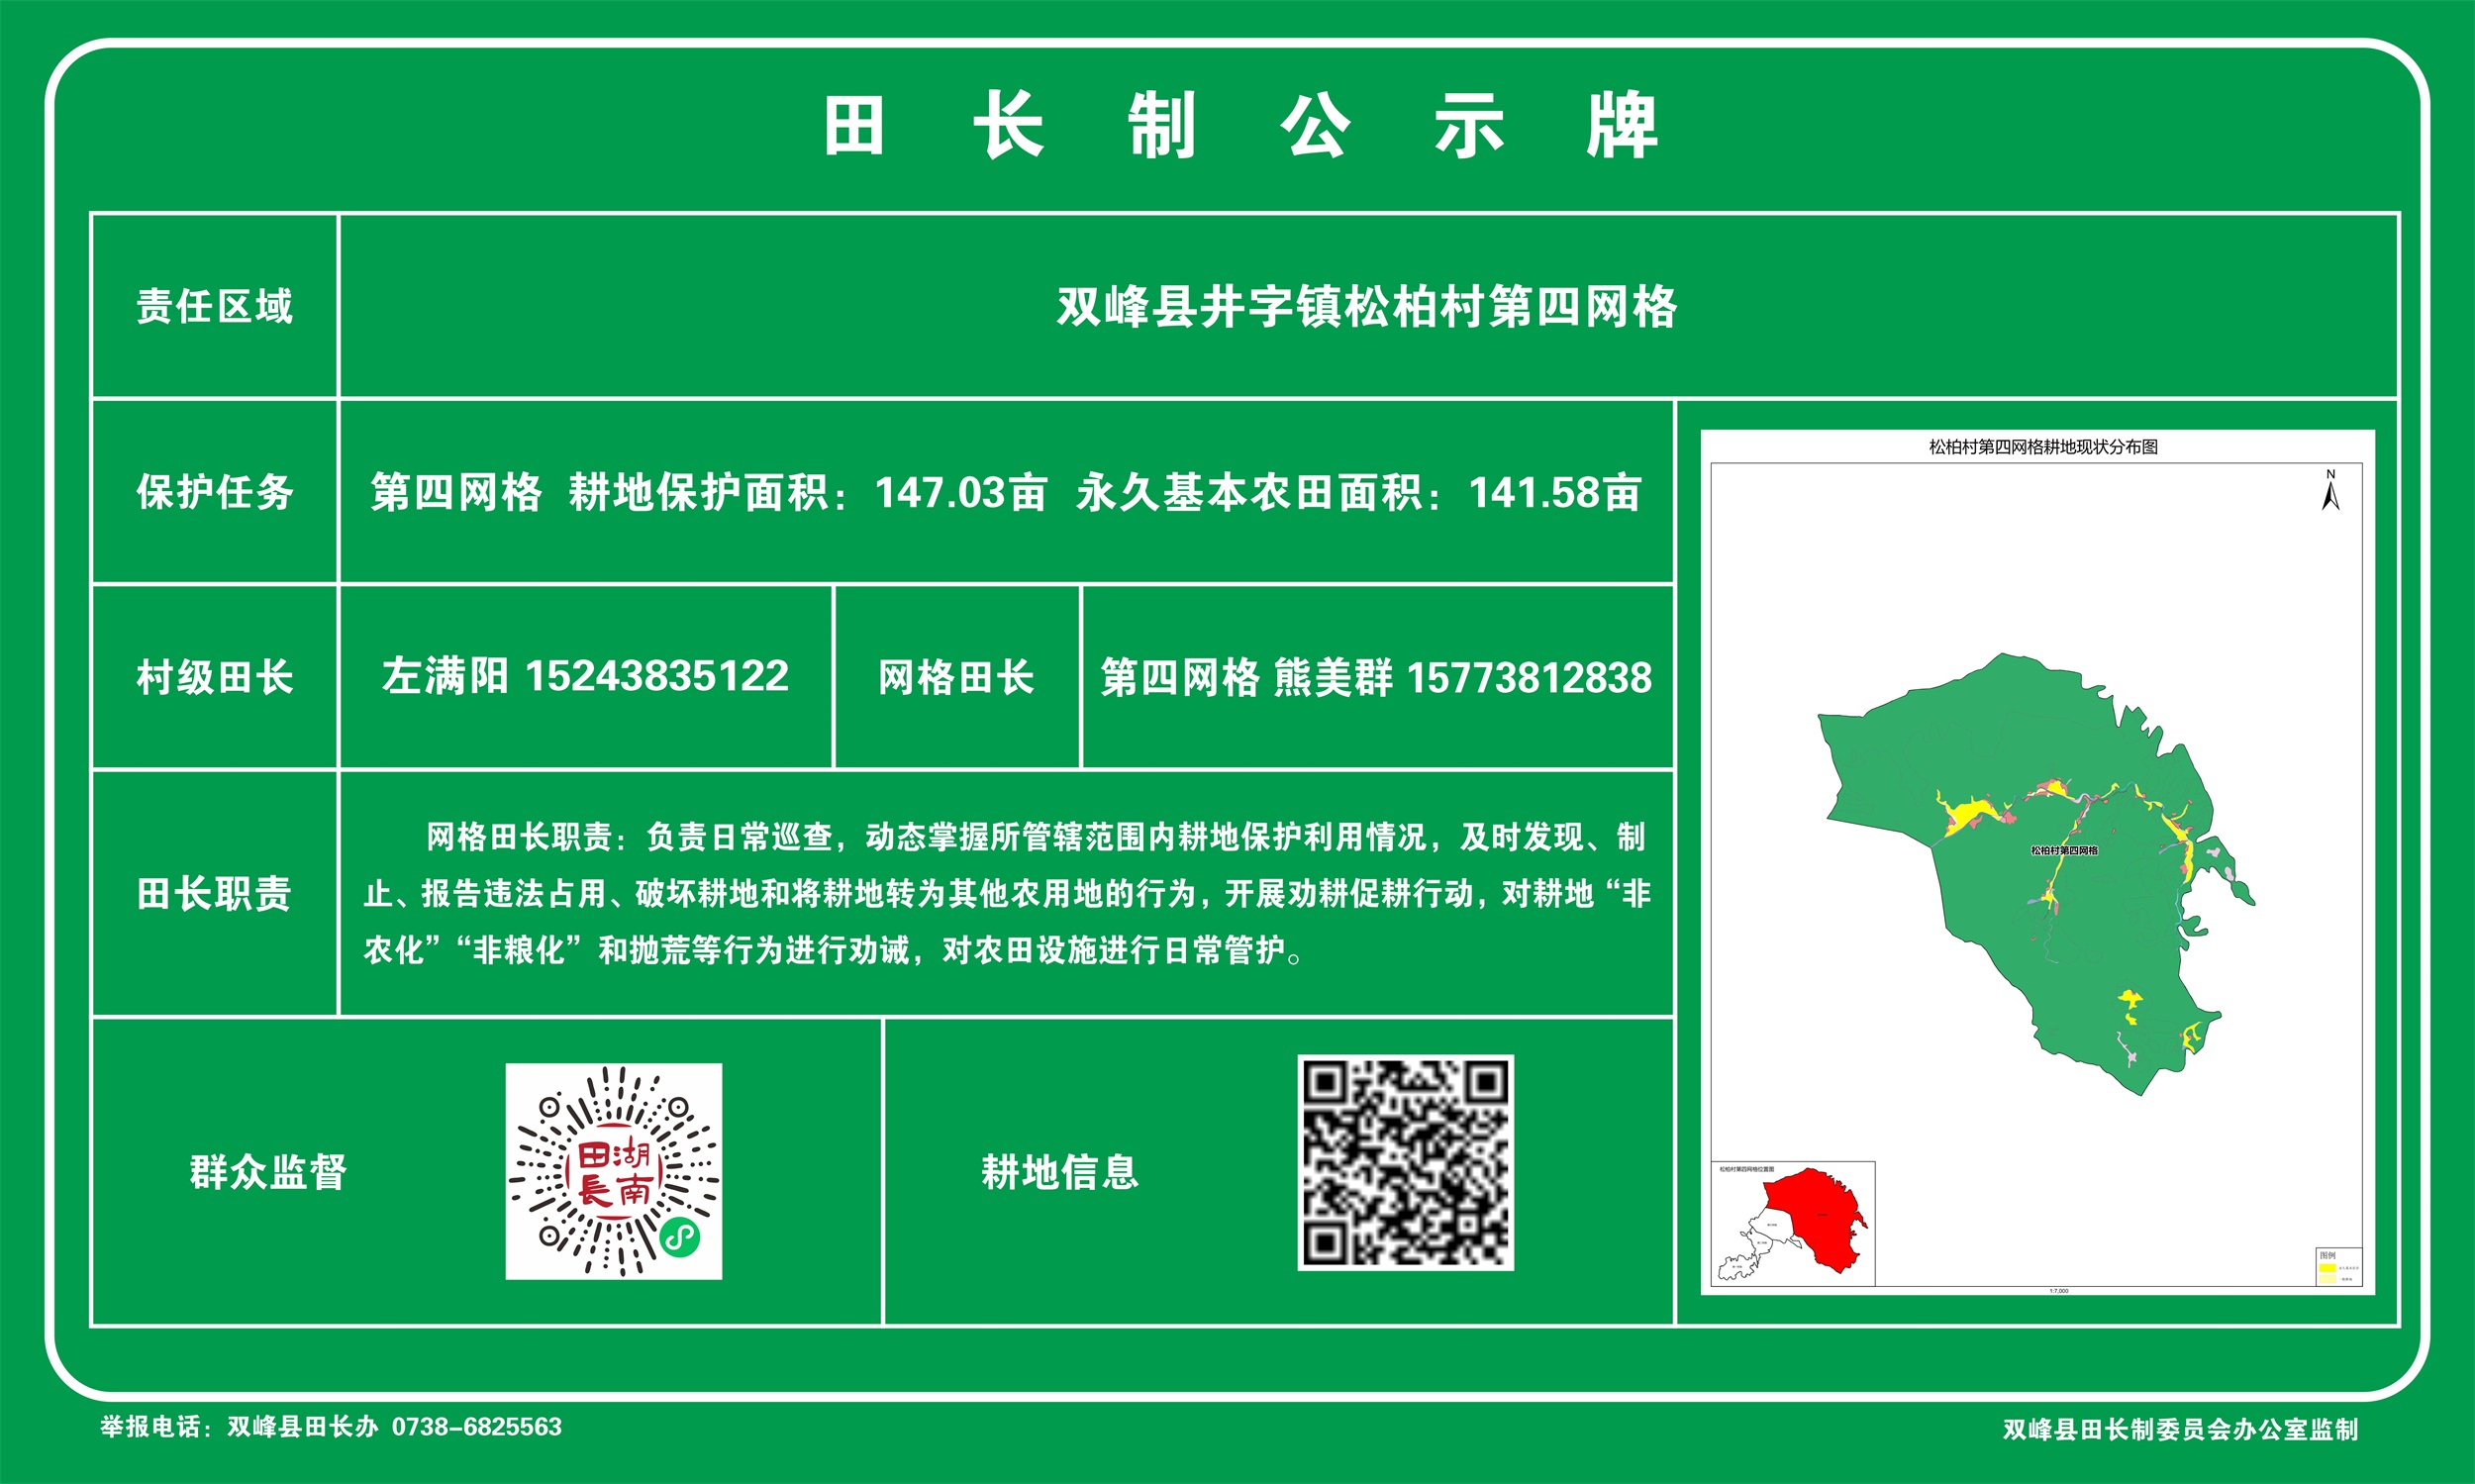 田长制公示牌
责任区域
双峰县井字镇松柏村第四网格
保护任务
第四网格 耕地保护面积：147.03亩 永久基本农田面积：141.58亩
村级田长
左满阳 15243835122
网格田长
第四网格 熊美群 15773812838
田长职责
网格田长职责：负责日常巡查，动态掌握所管辖范围内耕地保护利用情况，及时发现、制
止、报告违法占用、破坏耕地和将耕地转为其他农用地的行为，开展劝耕促耕行动，对耕地“非
农化”“非粮化”和抛荒等行为进行劝诫，对农田设施进行日常管护。
群众监督
湖南
田長
耕地信息
松柏村第四网格耕地现状分布图
N
松柏村第四网格
松柏村第四网格位置图
图例
1:7,000
举报电话：双峰县田长办 0738-6825563
双峰县田长制委员会办公室监制